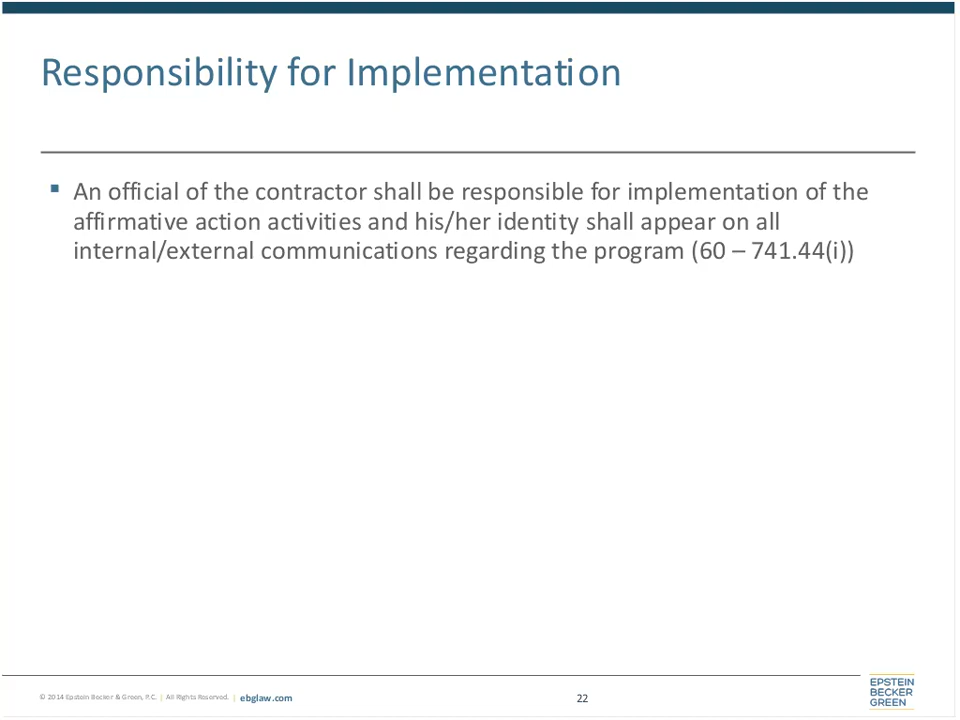 Responsibility for Implementation
▪ An official of the contractor shall be responsible for implementation of the
affirmative action activities and his/her identity shall appear on all
internal/external communications regarding the program (60 – 741.44(i))
© 2014 Epstein Becker & Green, P.C. | All Rights Reserved. | ebglaw.com
22
EPSTEIN
BECKER
GREEN